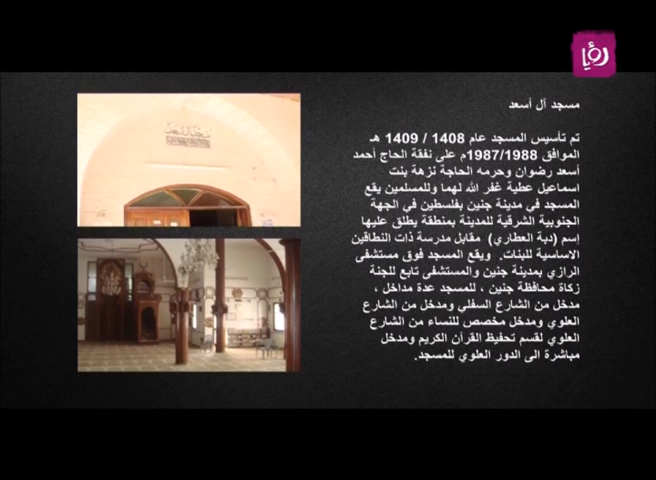 رؤيا
مسجد آل أسعد
تم تأسيس المسجد عام 1408 / 1409 هـ
الموافق 1987/1988م على نفقة الحاج أحمد
أسعد رضوان وحرمه الحاجة نزهة بنت
اسماعيل عطية غفر الله لهما وللمسلمين يقع
المسجد في مدينة جنين بفلسطين في الجهة
الجنوبية الشرقية للمدينة بمنطقة يطلق عليها
إسم (دبة العطاري) مقابل مدرسة ذات النطاقين
الاساسية للبنات. ويقع المسجد فوق مستشفى
الرازي بمدينة جنين والمستشفى تابع للجنة
زكاة محافظة جنين ، للمسجد عدة مداخل ،
مدخل من الشارع السفلي ومدخل من الشارع
العلوي ومدخل مخصص للنساء من الشارع
العلوي لقسم تحفيظ القرآن الكريم ومدخل
مباشرة الى الدور العلوي للمسجد.
مسجد آل أسعد